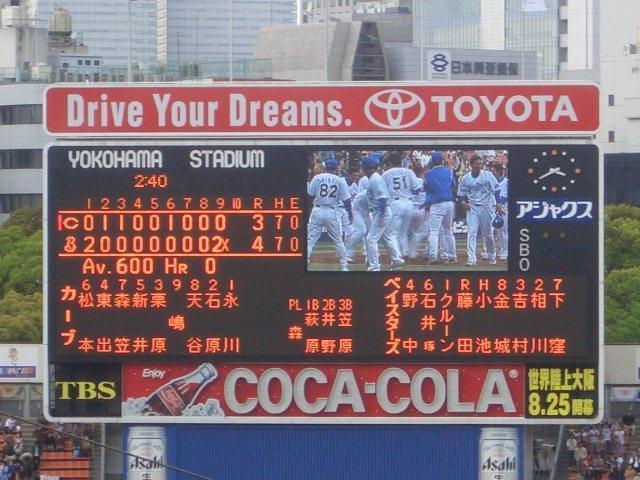 日本興亜損保
Drive Your Dreams. TOYOTA
YOKOHAMA STADIUM
2:40
1 2 3 4 5 6 7 8 9 10 R H E
C 0 1 1 0 0 1 0 0 0 3 7 0
2 0 0 0 0 0 0 0 2X 4 7 0
Av.600 HR 0
82
51
アジャクス
S
B
O
カープ
6 4 7 5 3 9 8 2 1
松本 東出 森笠 新井 栗原 嶋 天谷 石原 永川
PL 1B 2B 3B
森 萩原 井野 笠原
ベイスターズ
4 6 1 R H 8 3 2 7
野中 石井琢 クルーン 藤田 小池 金城 吉村 相川 下窪
TBS
Enjoy
COCA-COLA
世界陸上大阪
8.25開幕
Asahi
生
Asahi